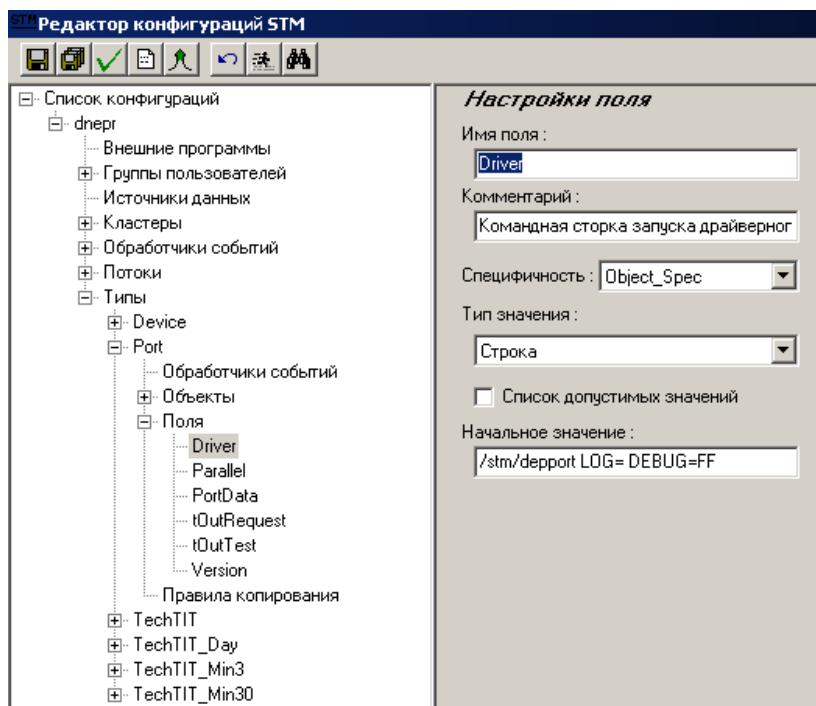 STM Редактор конфигураций STM
Список конфигураций
dnepr
Внешние программы
Группы пользователей
Источники данных
Кластеры
Обработчики событий
Потоки
Типы
Device
Port
Обработчики событий
Объекты
Поля
Driver
Parallel
PortData
tOutRequest
tOutTest
Version
Правила копирования
TechTIT
TechTIT_Day
TechTIT_Min3
TechTIT_Min30
Настройки поля
Имя поля :
Driver
Комментарий :
Командная сторка запуска драйверног
Специфичность : Object_Spec
Тип значения :
Строка
Список допустимых значений
Начальное значение :
/stm/depport LOG= DEBUG=FF